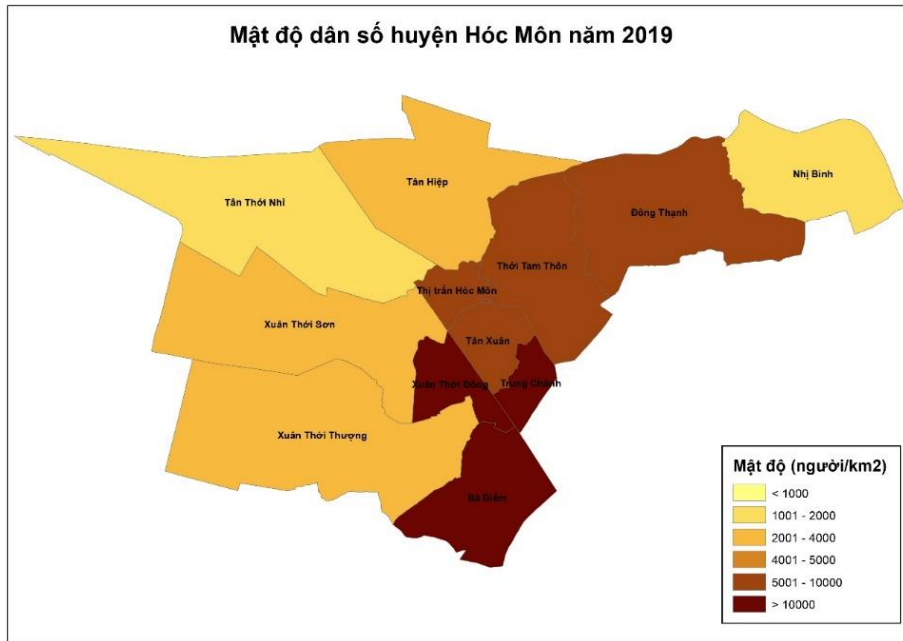 Mật độ dân số huyện Hóc Môn năm 2019
Tân Hiệp
Nhị Bình
Tân Thới Nhì
Đông Thạnh
Thới Tam Thôn
Thị trấn Hóc Môn
Xuân Thới Sơn
Tân Xuân
Xuân Thới Đông
Trung Chánh
Xuân Thới Thượng
Bà Điểm
Mật độ (người/km2)
< 1000
1001 - 2000
2001 - 4000
4001 - 5000
5001 - 10000
> 10000